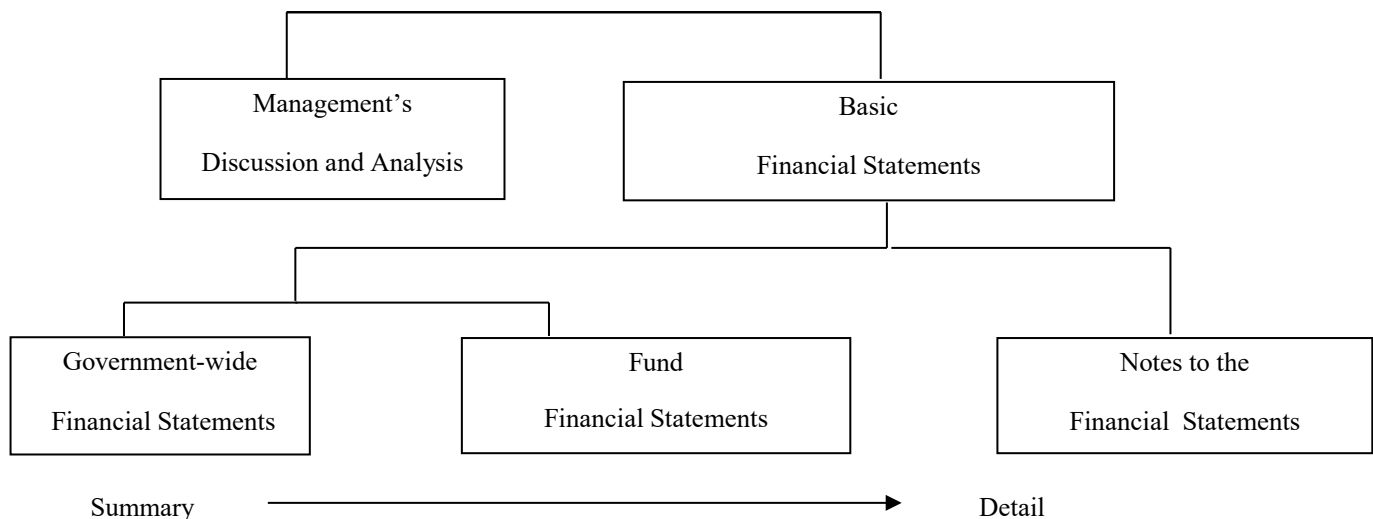 Management’s
Discussion and Analysis
Basic
Financial Statements
Government-wide
Financial Statements
Fund
Financial Statements
Notes to the
Financial Statements
Summary
Detail